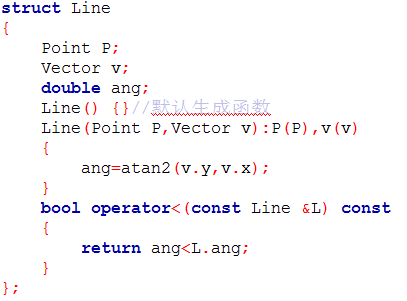 struct Line
{
    Point P;
    Vector v;
    double ang;
    Line() {}//默认生成函数
    Line(Point P,Vector v):P(P),v(v)
    {
        ang=atan2(v.y,v.x);
    }
    bool operator<(const Line &L) const
    {
        return ang<L.ang;
    }
};